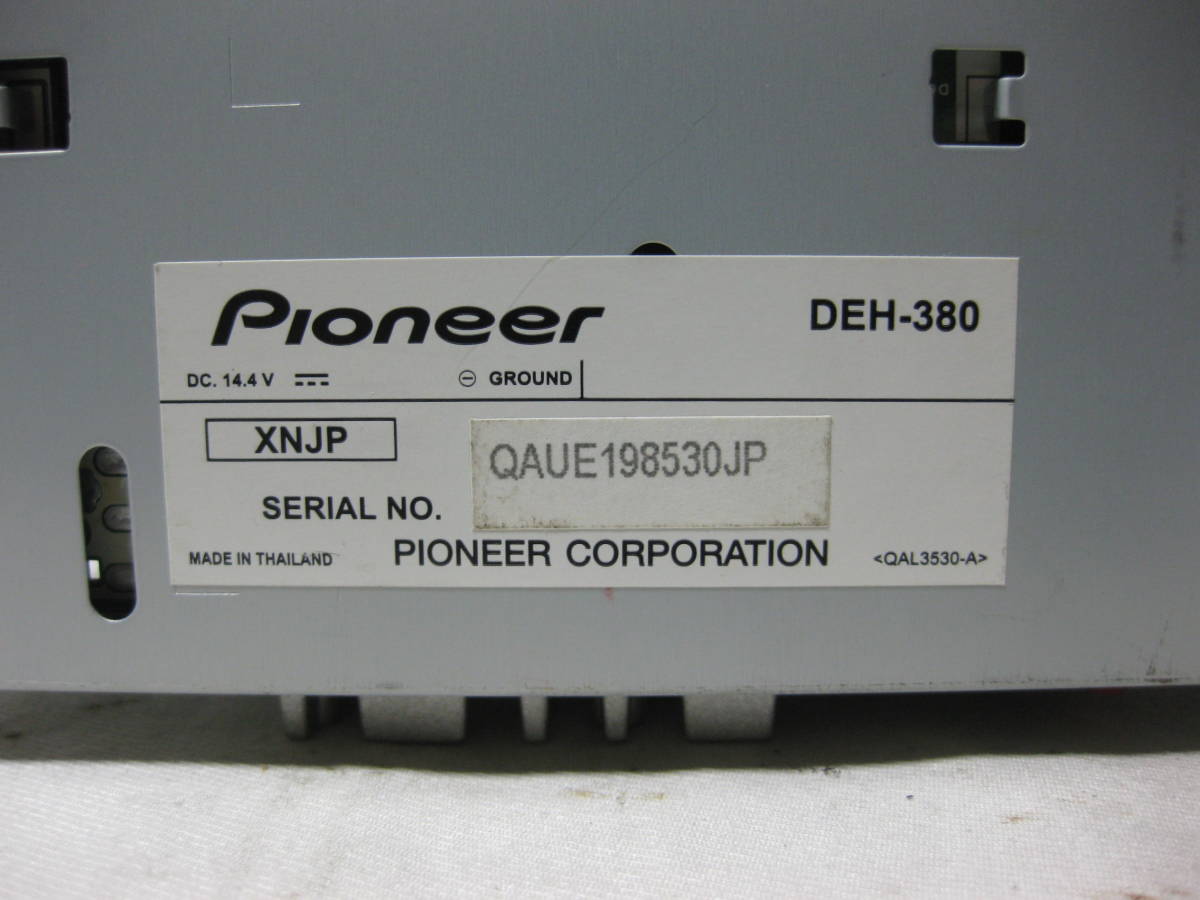 Pioneer DEH-380
DC. 14.4 V ⎓ ⊖ GROUND
XNJP
QAUE198530JP
SERIAL NO.
MADE IN THAILAND PIONEER CORPORATION <QAL3530-A>